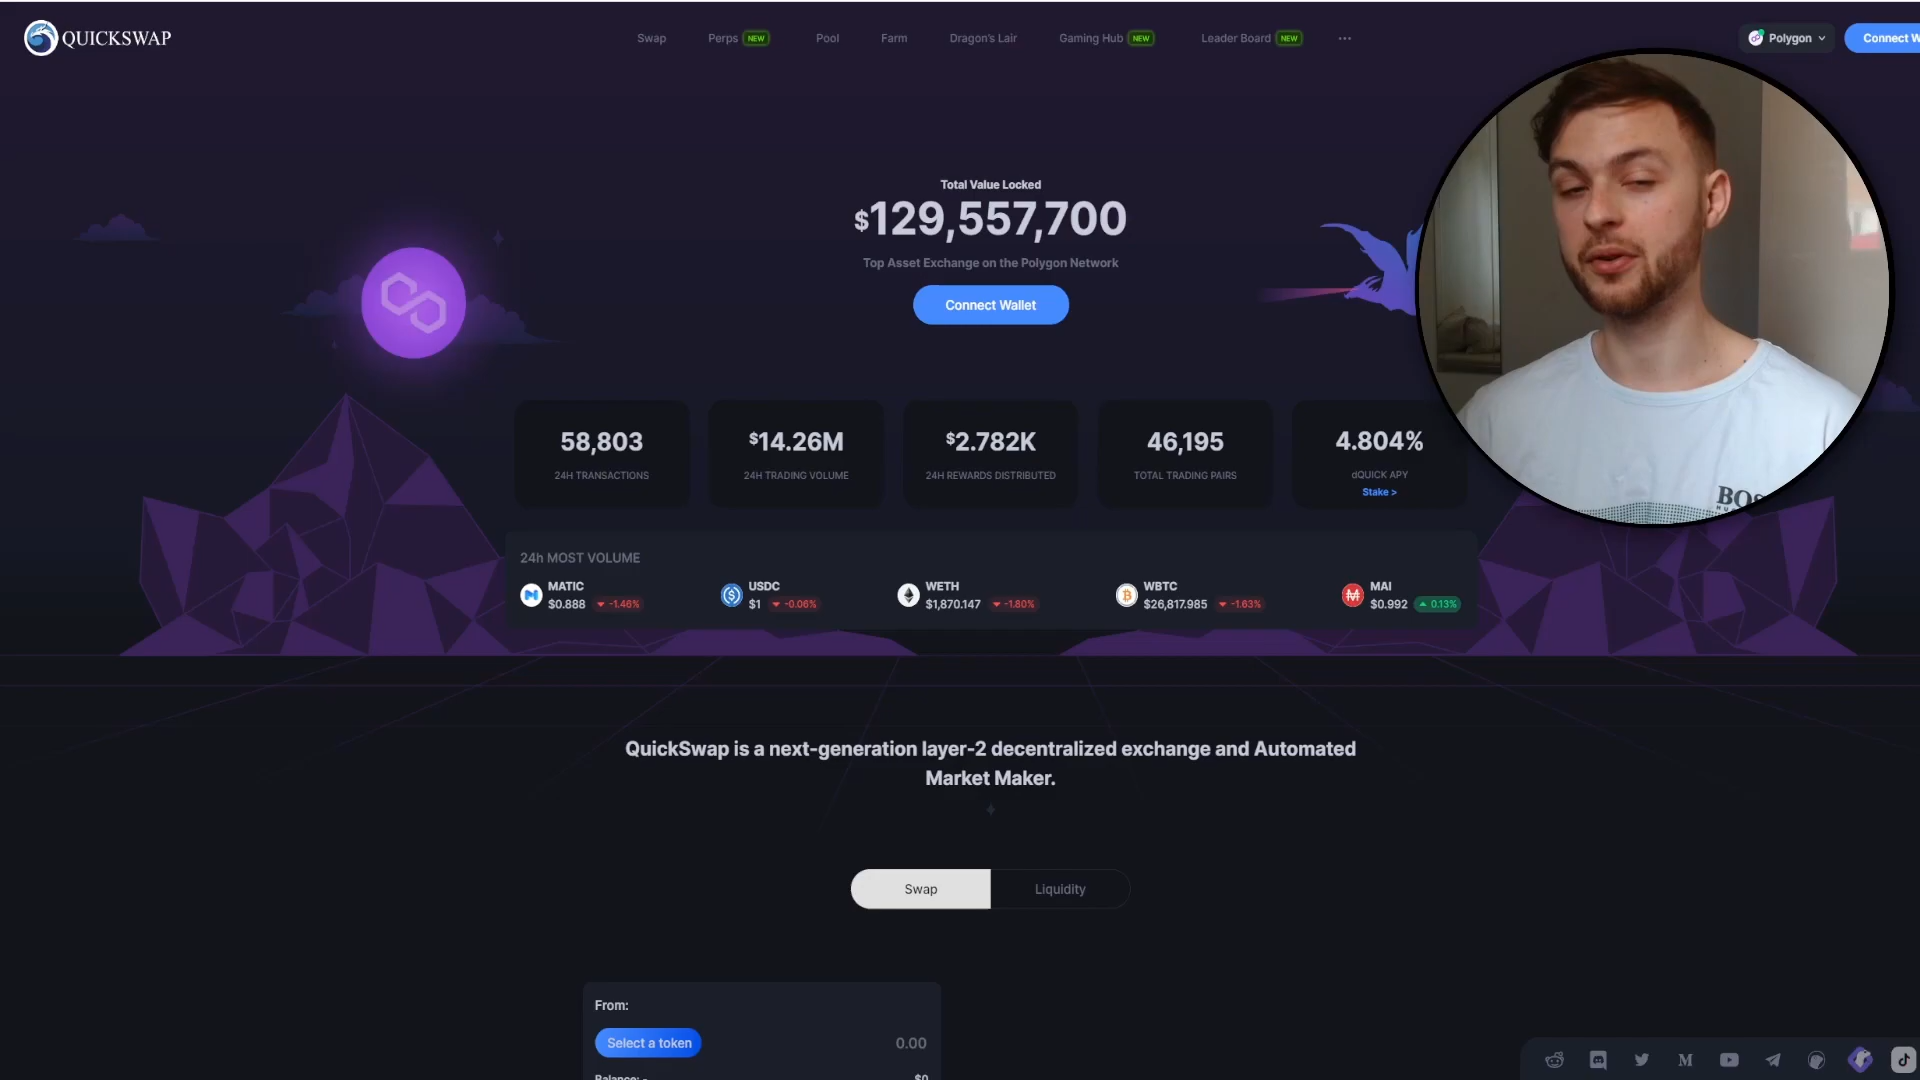 QUICKSWAP
Swap
Perps NEW
Pool
Farm
Dragon's Lair
Gaming Hub NEW
Leader Board NEW
...
Polygon
Connect W
Total Value Locked
$129,557,700
Top Asset Exchange on the Polygon Network
Connect Wallet
58,803
24H TRANSACTIONS
$14.26M
24H TRADING VOLUME
$2.782K
24H REWARDS DISTRIBUTED
46,195
TOTAL TRADING PAIRS
4.804%
dQUICK APY
Stake >
BOS
24h MOST VOLUME
MATIC
$0.888 -1.46%
USDC
$1 -0.06%
WETH
$1,870.147 -1.80%
WBTC
$26,817.985 -1.63%
MAI
$0.992 0.13%
QuickSwap is a next-generation layer-2 decentralized exchange and Automated
Market Maker.
Swap
Liquidity
From:
Select a token
0.00
Balance: -
$0